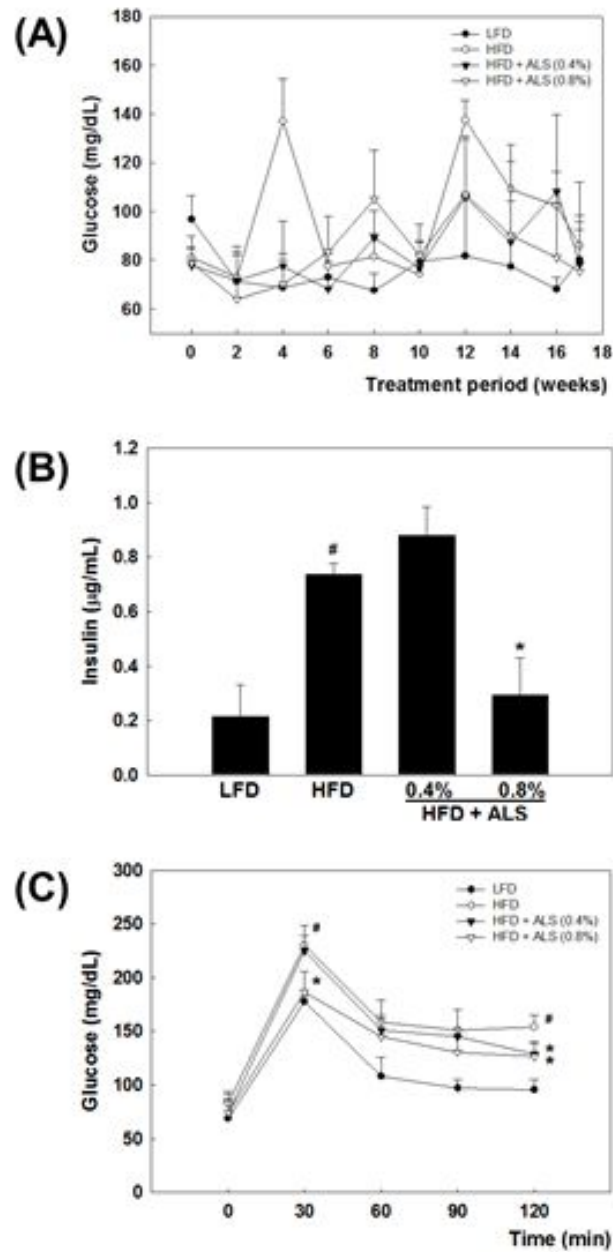 (A)
LFD
HFD
HFD + ALS (0.4%)
HFD + ALS (0.8%)
Glucose (mg/dL)
180
160
140
120
100
80
60
0 2 4 6 8 10 12 14 16 18
Treatment period (weeks)
(B)
Insulin (µg/mL)
1.2
1.0
0.8
0.6
0.4
0.2
0.0
#
*
LFD HFD 0.4% 0.8%
HFD + ALS
(C)
LFD
HFD
HFD + ALS (0.4%)
HFD + ALS (0.8%)
Glucose (mg/dL)
300
250
200
150
100
50
0
#
*
#
*
*
0 30 60 90 120
Time (min)